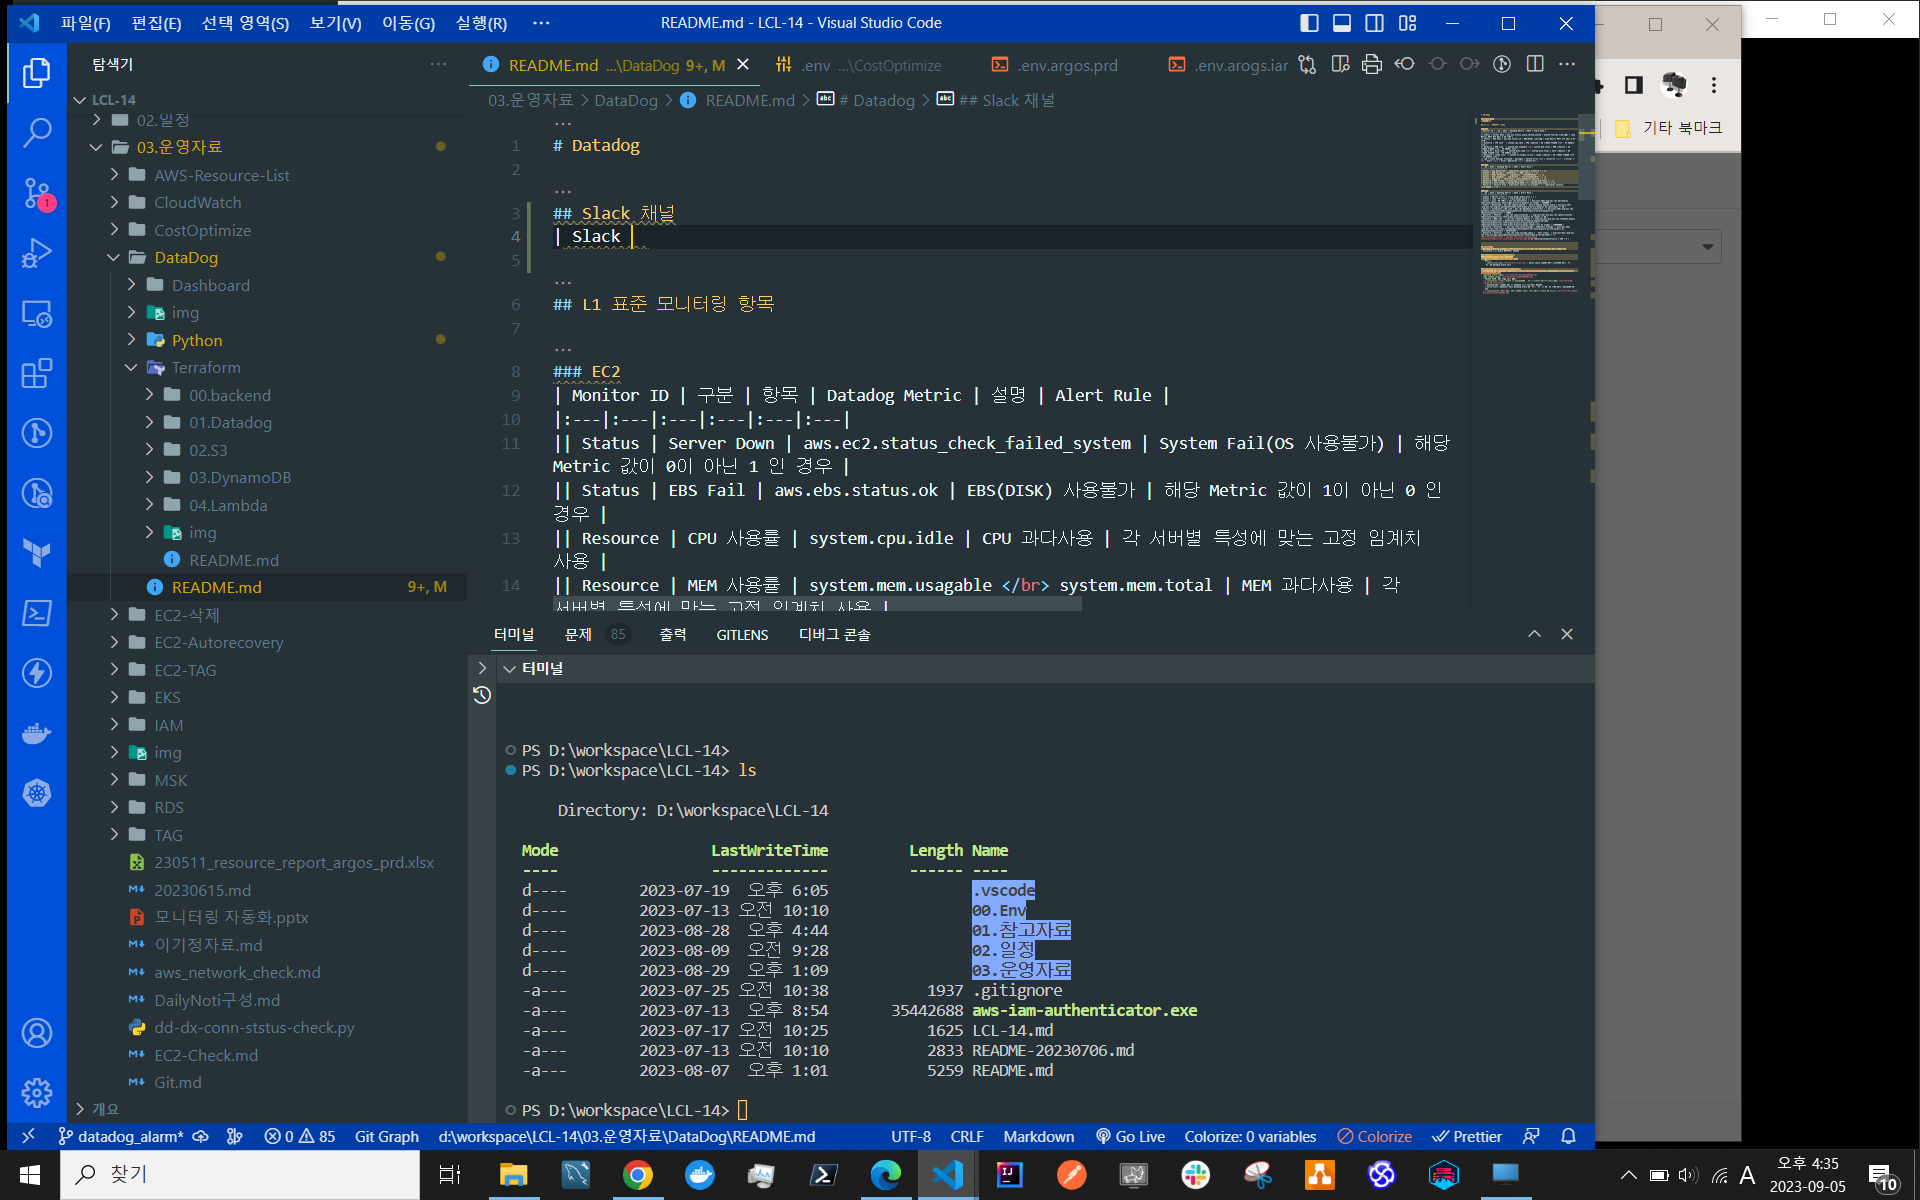 파일(F) 편집(E) 선택 영역(S) 보기(V) 이동(G) 실행(R) ··· README.md - LCL-14 - Visual Studio Code
탐색기 ···
README.md ...\DataDog 9+, M .env ...\CostOptimize .env.argos.prd .env.arogs.iar ···
03.운영자료 > DataDog > README.md > # Datadog > ## Slack 채널
기타 북마크
LCL-14
02.일정
03.운영자료
AWS-Resource-List
CloudWatch
CostOptimize
DataDog
Dashboard
img
Python
Terraform
00.backend
01.Datadog
02.S3
03.DynamoDB
04.Lambda
img
README.md
README.md 9+, M
EC2-삭제
EC2-Autorecovery
EC2-TAG
EKS
IAM
img
MSK
RDS
TAG
230511_resource_report_argos_prd.xlsx
20230615.md
모니터링 자동화.pptx
이기정자료.md
aws_network_check.md
DailyNoti구성.md
dd-dx-conn-ststus-check.py
EC2-Check.md
Git.md
개요
...
1 # Datadog
2
...
3 ## Slack 채널
4 | Slack
5
...
6 ## L1 표준 모니터링 항목
7
...
8 ### EC2
9 | Monitor ID | 구분 | 항목 | Datadog Metric | 설명 | Alert Rule |
10 |:---|:---|:---|:---|:---|:---|
11 || Status | Server Down | aws.ec2.status_check_failed_system | System Fail(OS 사용불가) | 해당
Metric 값이 0이 아닌 1 인 경우 |
12 || Status | EBS Fail | aws.ebs.status.ok | EBS(DISK) 사용불가 | 해당 Metric 값이 1이 아닌 0 인
경우 |
13 || Resource | CPU 사용률 | system.cpu.idle | CPU 과다사용 | 각 서버별 특성에 맞는 고정 임계치
사용 |
14 || Resource | MEM 사용률 | system.mem.usagable </br> system.mem.total | MEM 과다사용 | 각
서버별 특성에 맞는 고정 임계치 사용 |
터미널 문제 85 출력 GITLENS 디버그 콘솔
터미널
PS D:\workspace\LCL-14>
PS D:\workspace\LCL-14> ls
Directory: D:\workspace\LCL-14
Mode LastWriteTime Length Name
---- ------------- ------ ----
d---- 2023-07-19 오후 6:05 .vscode
d---- 2023-07-13 오전 10:10 00.Env
d---- 2023-08-28 오후 4:44 01.참고자료
d---- 2023-08-09 오전 9:28 02.일정
d---- 2023-08-29 오후 1:09 03.운영자료
-a--- 2023-07-25 오전 10:38 1937 .gitignore
-a--- 2023-07-13 오후 8:54 35442688 aws-iam-authenticator.exe
-a--- 2023-07-17 오전 10:25 1625 LCL-14.md
-a--- 2023-07-13 오전 10:10 2833 README-20230706.md
-a--- 2023-08-07 오후 1:01 5259 README.md
PS D:\workspace\LCL-14>
datadog_alarm* 0 85 Git Graph d:\workspace\LCL-14\03.운영자료\DataDog\README.md UTF-8 CRLF Markdown Go Live Colorize: 0 variables Colorize Prettier
찾기
A 오후 4:35
2023-09-05
10